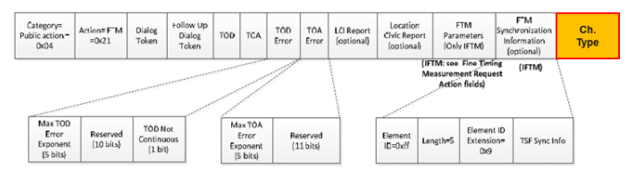 Category=
Public action =
0x04
Action= FTM
=0x21
Dialog
Token
Follow Up
Dialog
Token
TOD
TCA
TOD
Error
TOA
Error
LCI Report
(optional)
Location
Civic Report
(optional)
FTM
Parameters
(Only IFTM)
FTM
Synchronization
Information
(optional)
Ch.
Type
(IFTM: see Fine Timing
Measurement Request
Action fields)
(IFTM)
Max TOD
Error
Exponent
(5 bits)
Reserved
(10 bits)
TOD Not
Continuous
(1 bit)
Max TOA
Error
Exponent
(5 bits)
Reserved
(11 bits)
Element
ID=0xff
Length=5
Element ID
Extension=
0x9
TSF Sync Info